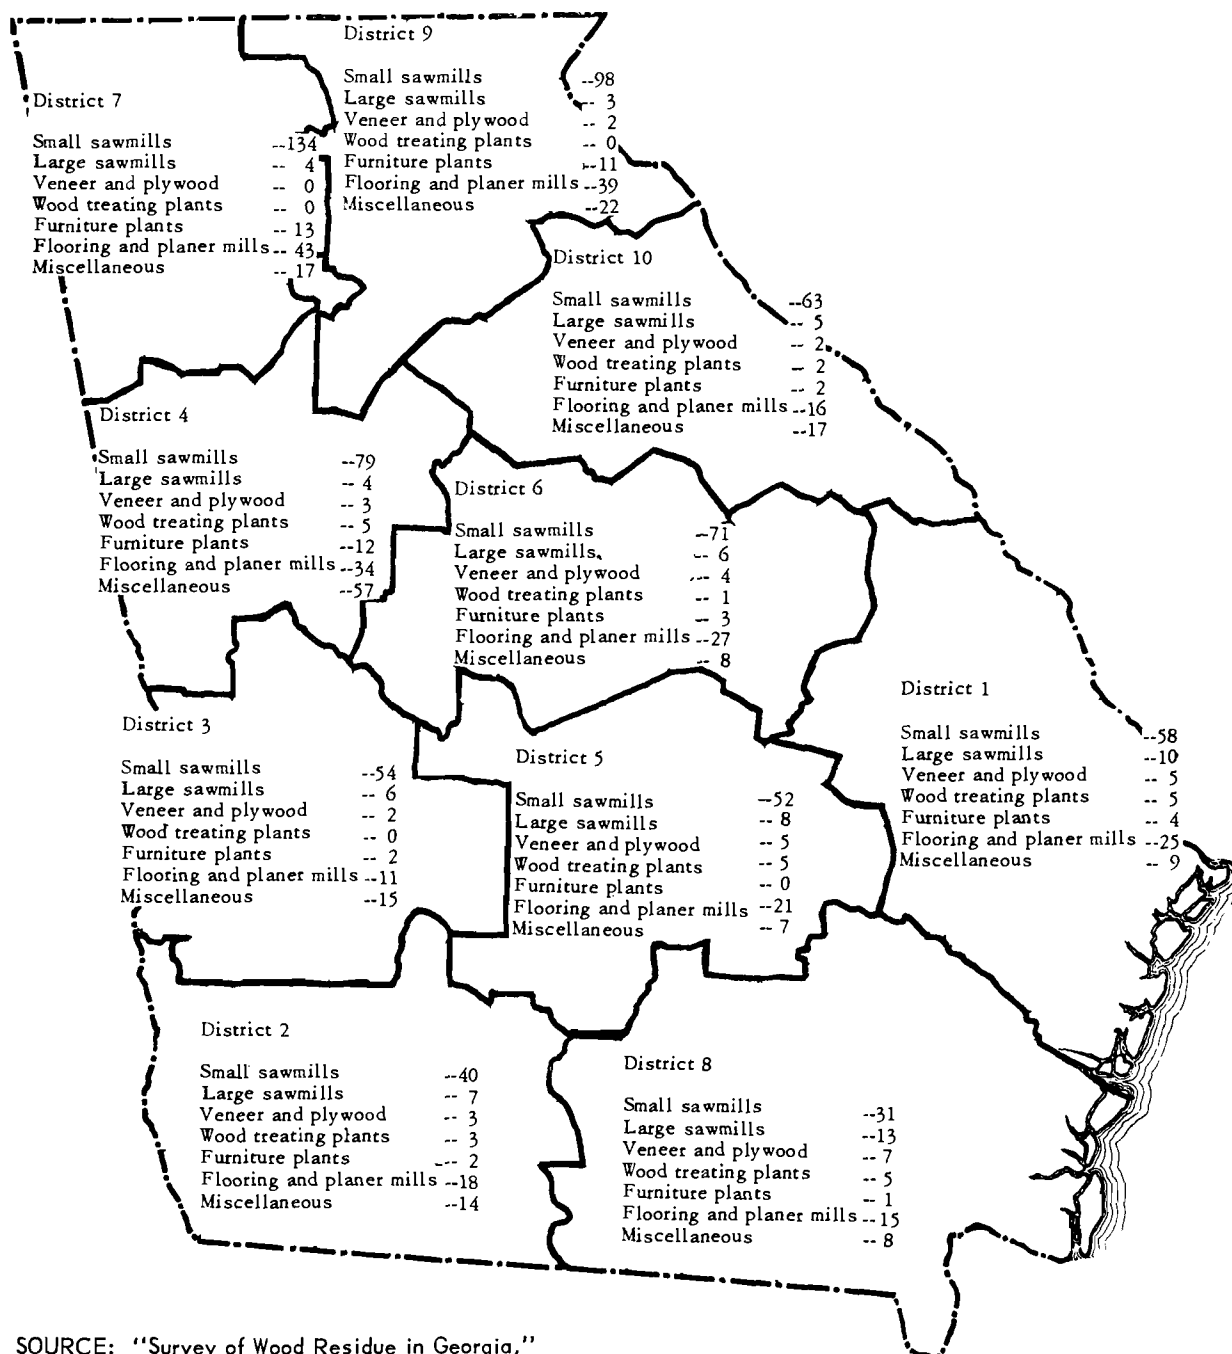 District 9
Small sawmills --98
Large sawmills -- 3
Veneer and plywood -- 2
Wood treating plants -- 0
Furniture plants --11
Flooring and planer mills --39
Miscellaneous --22
District 7
Small sawmills --134
Large sawmills -- 4
Veneer and plywood -- 0
Wood treating plants -- 0
Furniture plants -- 13
Flooring and planer mills -- 43
Miscellaneous -- 17
District 10
Small sawmills --63
Large sawmills -- 5
Veneer and plywood -- 2
Wood treating plants -- 2
Furniture plants -- 2
Flooring and planer mills --16
Miscellaneous --17
District 4
Small sawmills --79
Large sawmills -- 4
Veneer and plywood -- 3
Wood treating plants -- 5
Furniture plants --12
Flooring and planer mills --34
Miscellaneous --57
District 6
Small sawmills --71
Large sawmills -- 6
Veneer and plywood -- 4
Wood treating plants -- 1
Furniture plants -- 3
Flooring and planer mills --27
Miscellaneous -- 8
District 1
Small sawmills --58
Large sawmills --10
Veneer and plywood -- 5
Wood treating plants -- 5
Furniture plants -- 4
Flooring and planer mills --25
Miscellaneous -- 9
District 3
Small sawmills --54
Large sawmills -- 6
Veneer and plywood -- 2
Wood treating plants -- 0
Furniture plants -- 2
Flooring and planer mills --11
Miscellaneous --15
District 5
Small sawmills --52
Large sawmills -- 8
Veneer and plywood -- 5
Wood treating plants -- 5
Furniture plants -- 0
Flooring and planer mills --21
Miscellaneous -- 7
District 2
Small sawmills --40
Large sawmills -- 7
Veneer and plywood -- 3
Wood treating plants -- 3
Furniture plants -- 2
Flooring and planer mills --18
Miscellaneous --14
District 8
Small sawmills --31
Large sawmills --13
Veneer and plywood -- 7
Wood treating plants -- 5
Furniture plants -- 1
Flooring and planer mills --15
Miscellaneous -- 8
SOURCE: "Survey of Wood Residue in Georgia,"